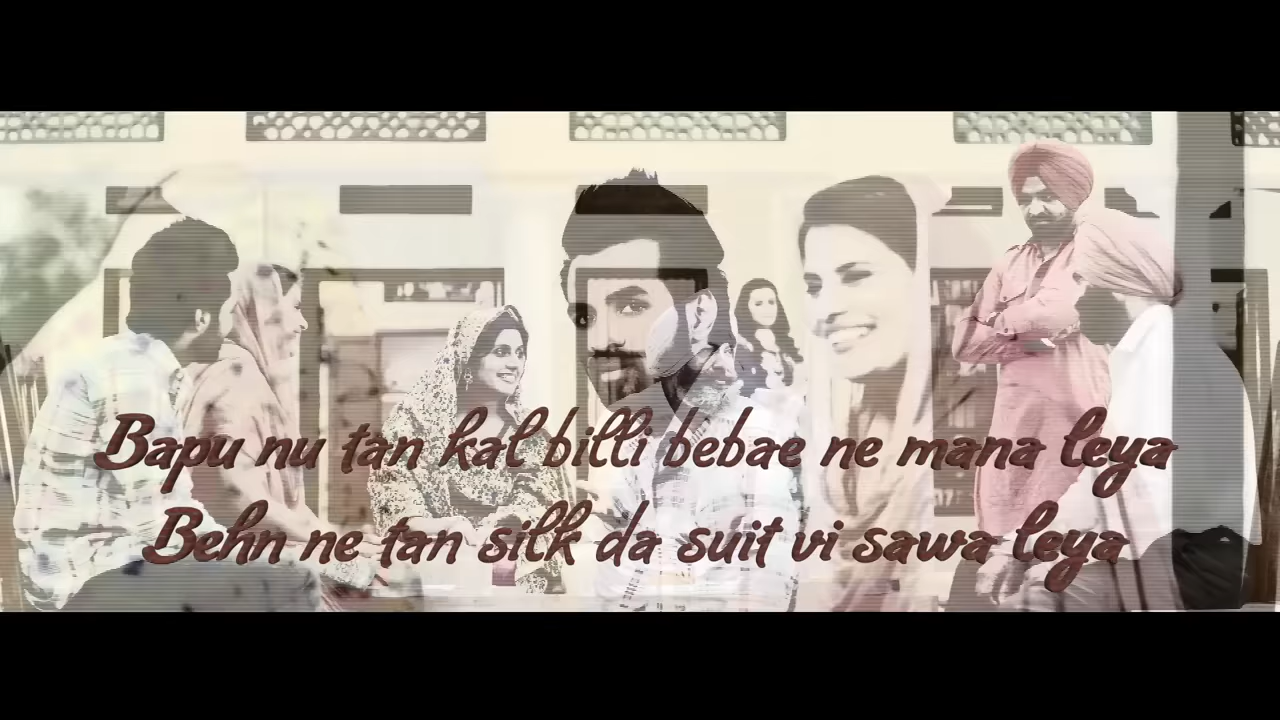 Bapu nu tan kal billi bebae ne mana leya
Behn ne tan silk da suit vi sawa leya